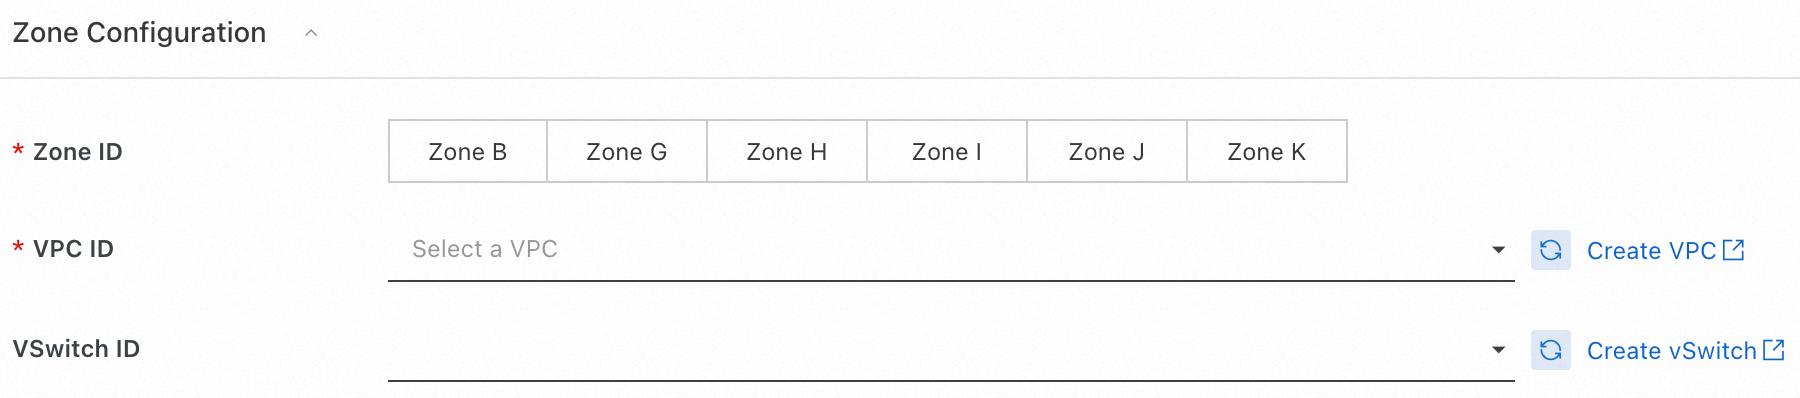 Zone Configuration
* Zone ID Zone B Zone G Zone H Zone I Zone J Zone K
* VPC ID Select a VPC Create VPC
VSwitch ID Create vSwitch